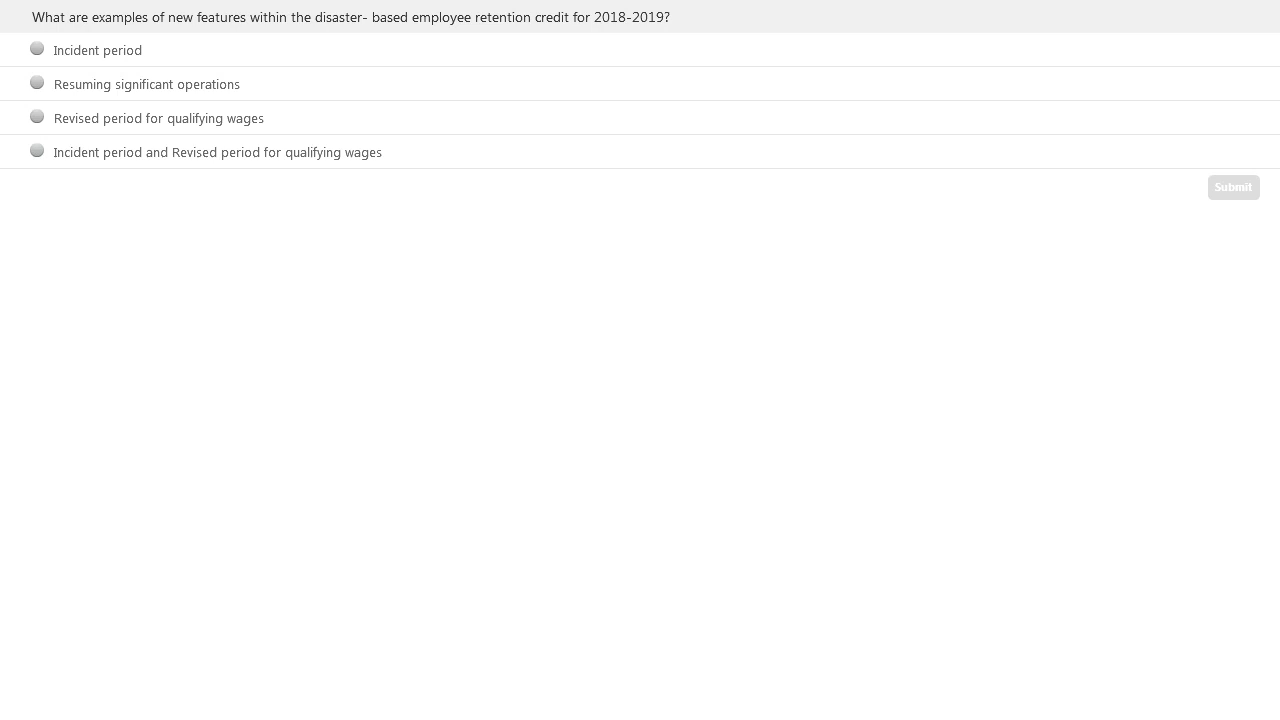 What are examples of new features within the disaster- based employee retention credit for 2018-2019?
Incident period
Resuming significant operations
Revised period for qualifying wages
Incident period and Revised period for qualifying wages
Submit